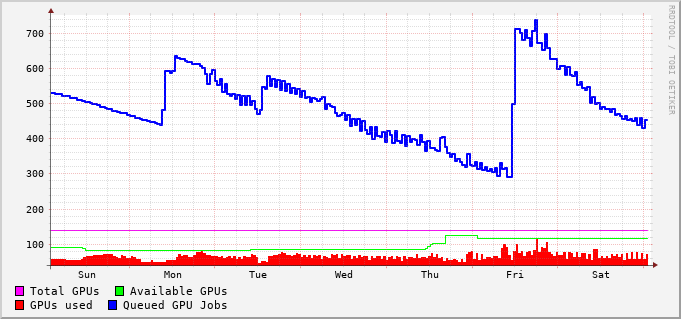 700
600
500
400
300
200
100
Sun Mon Tue Wed Thu Fri Sat
Total GPUs Available GPUs
GPUs used Queued GPU Jobs
RRDTOOL / TOBI OETIKER